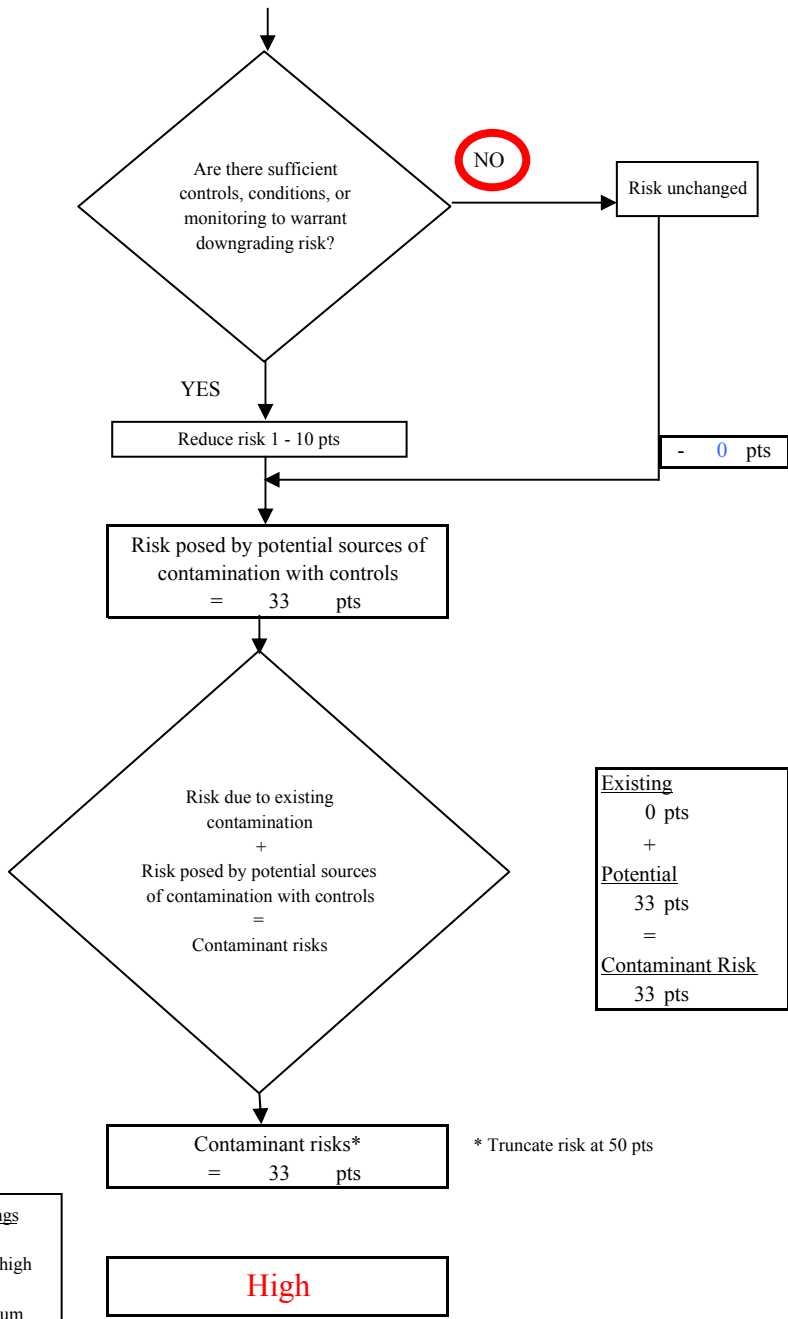 Are there sufficient
controls, conditions, or
monitoring to warrant
downgrading risk?
NO
Risk unchanged
YES
Reduce risk 1 - 10 pts
- 0 pts
Risk posed by potential sources of
contamination with controls
= 33 pts
Risk due to existing
contamination
+
Risk posed by potential sources
of contamination with controls
=
Contaminant risks
Existing
0 pts
+
Potential
33 pts
=
Contaminant Risk
33 pts
Contaminant risks*
= 33 pts
* Truncate risk at 50 pts
high
High